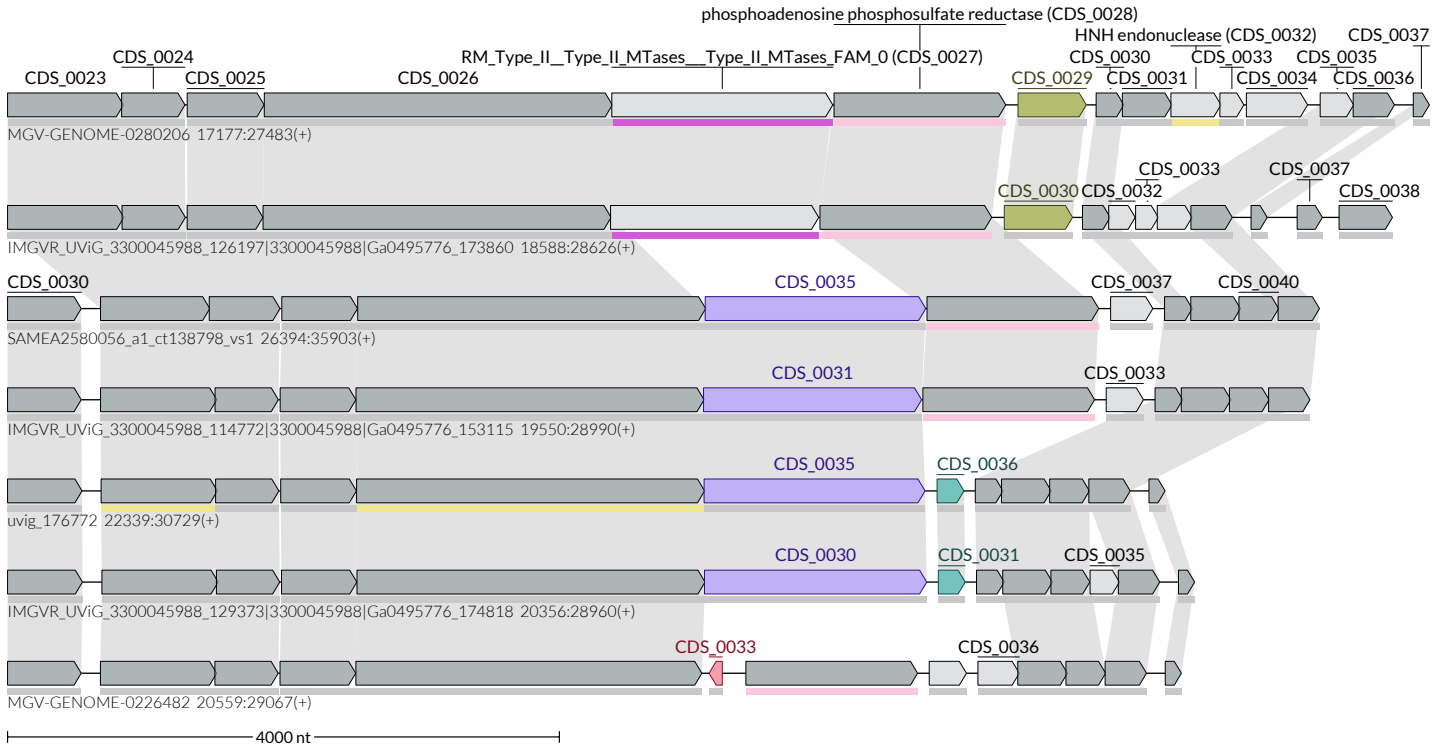 phosphoadenosine phosphosulfate reductase (CDS_0028)
HNH endonuclease (CDS_0032) CDS_0037
CDS_0024 RM_Type_II__Type_II_MTases__Type_II_MTases_FAM_0 (CDS_0027) CDS_0030 CDS_0033 CDS_0035
CDS_0023 CDS_0025 CDS_0026 CDS_0029 CDS_0031 CDS_0034 CDS_0036
MGV-GENOME-0280206 17177:27483(+)
CDS_0033 CDS_0037
CDS_0030 CDS_0032 CDS_0038
IMGVR_UViG_3300045988_126197|3300045988|Ga0495776_173860 18588:28626(+)
CDS_0030 CDS_0035 CDS_0037 CDS_0040
SAMEA2580056_a1_ct138798_vs1 26394:35903(+)
CDS_0031 CDS_0033
IMGVR_UViG_3300045988_114772|3300045988|Ga0495776_153115 19550:28990(+)
CDS_0035 CDS_0036
uvig_176772 22339:30729(+)
CDS_0030 CDS_0031 CDS_0035
IMGVR_UViG_3300045988_129373|3300045988|Ga0495776_174818 20356:28960(+)
CDS_0033 CDS_0036
MGV-GENOME-0226482 20559:29067(+)
4000 nt